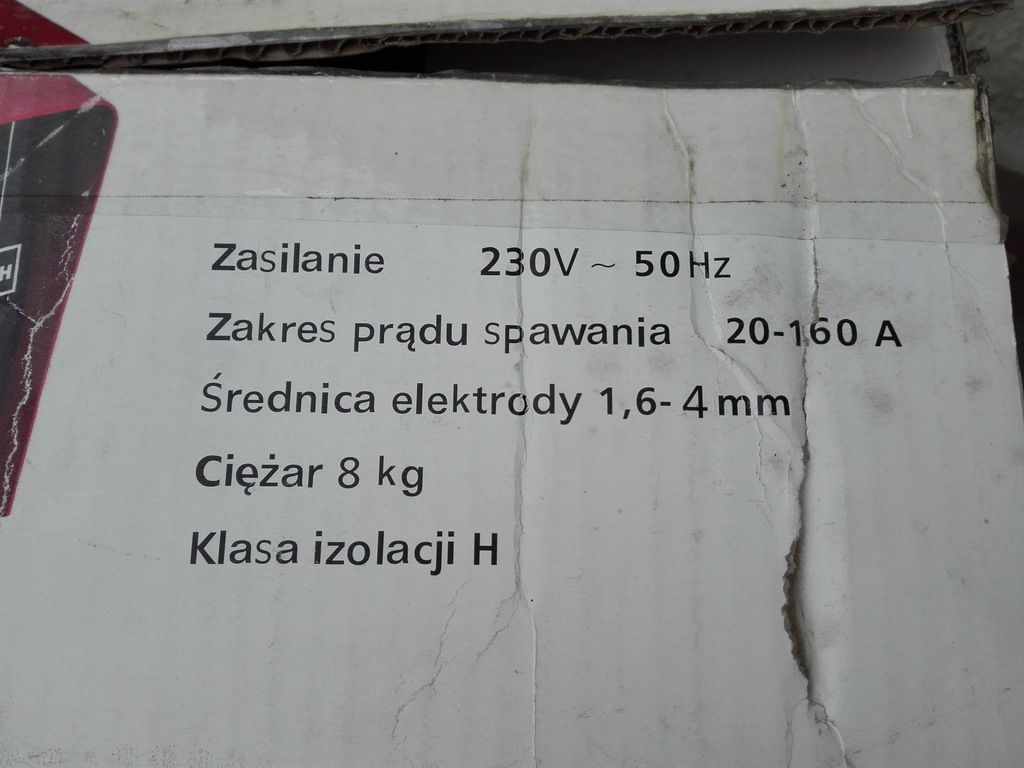 Zasilanie 230V ~ 50Hz
Zakres prądu spawania 20-160 A
Średnica elektrody 1,6-4mm
Ciężar 8 kg
Klasa izolacji H
H